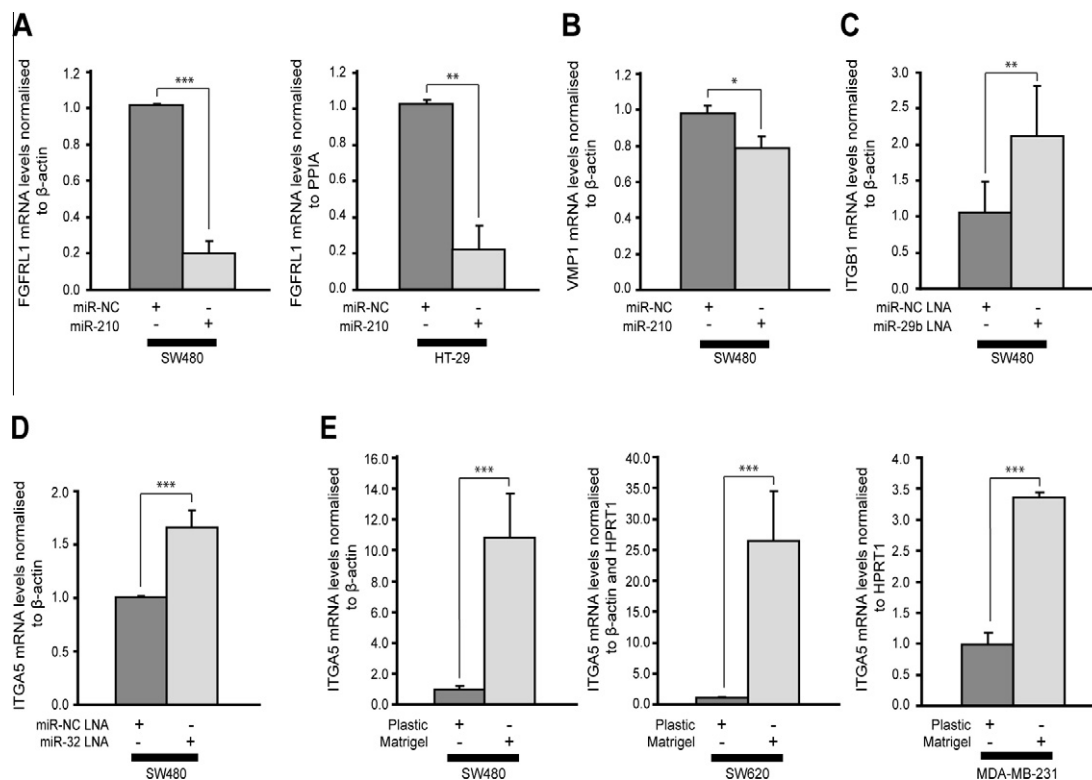 A
FGFRL1 mRNA levels normalised
to β-actin
1.2
1.0
0.8
0.6
0.4
0.2
0.0
***
miR-NC + -
miR-210 - +
SW480
FGFRL1 mRNA levels normalised
to PPIA
1.2
1.0
0.8
0.6
0.4
0.2
0.0
**
+ -
- +
HT-29
B
VMP1 mRNA levels normalised
to β-actin
1.2
1.0
0.8
0.6
0.4
0.2
0.0
*
miR-NC + -
miR-210 - +
SW480
C
ITGB1 mRNA levels normalised
to β-actin
3.0
2.5
2.0
1.5
1.0
0.5
0.0
**
miR-NC LNA + -
miR-29b LNA - +
SW480
D
ITGA5 mRNA levels normalised
to β-actin
2.0
1.5
1.0
0.5
0.0
***
miR-NC LNA + -
miR-32 LNA - +
SW480
E
ITGA5 mRNA levels normalised
to β-actin
16.0
14.0
12.0
10.0
8.0
6.0
4.0
2.0
0.0
***
Plastic + -
Matrigel - +
SW480
ITGA5 mRNA levels normalised
to β-actin and HPRT1
40.0
35.0
30.0
25.0
20.0
15.0
10.0
5.0
0.0
***
Plastic + -
Matrigel - +
SW620
ITGA5 mRNA levels normalised
to HPRT1
4.0
3.5
3.0
2.5
2.0
1.5
1.0
0.5
0.0
***
Plastic + -
Matrigel - +
MDA-MB-231